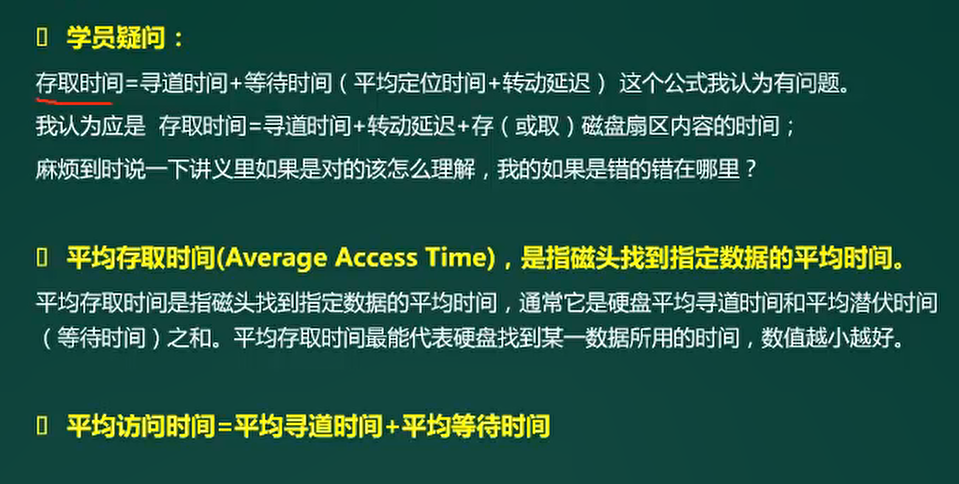 学员疑问：
存取时间=寻道时间+等待时间（平均定位时间+转动延迟） 这个公式我认为有问题。
我认为应是 存取时间=寻道时间+转动延迟+存（或取）磁盘扇区内容的时间；
麻烦到时说一下讲义里如果是对的该怎么理解，我的如果是错的错在哪里？
平均存取时间(Average Access Time)，是指磁头找到指定数据的平均时间。
平均存取时间是指磁头找到指定数据的平均时间，通常它是硬盘平均寻道时间和平均潜伏时间
（等待时间）之和。平均存取时间最能代表硬盘找到某一数据所用的时间，数值越小越好。
平均访问时间=平均寻道时间+平均等待时间